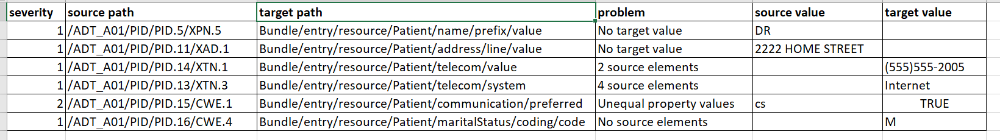 severity source path target path problem source value target value
1 /ADT_A01/PID/PID.5/XPN.5 Bundle/entry/resource/Patient/name/prefix/value No target value DR
1 /ADT_A01/PID/PID.11/XAD.1 Bundle/entry/resource/Patient/address/line/value No target value 2222 HOME STREET
1 /ADT_A01/PID/PID.14/XTN.1 Bundle/entry/resource/Patient/telecom/value 2 source elements (555)555-2005
1 /ADT_A01/PID/PID.13/XTN.3 Bundle/entry/resource/Patient/telecom/system 4 source elements Internet
2 /ADT_A01/PID/PID.15/CWE.1 Bundle/entry/resource/Patient/communication/preferred Unequal property values cs TRUE
1 /ADT_A01/PID/PID.16/CWE.4 Bundle/entry/resource/Patient/maritalStatus/coding/code No source elements M